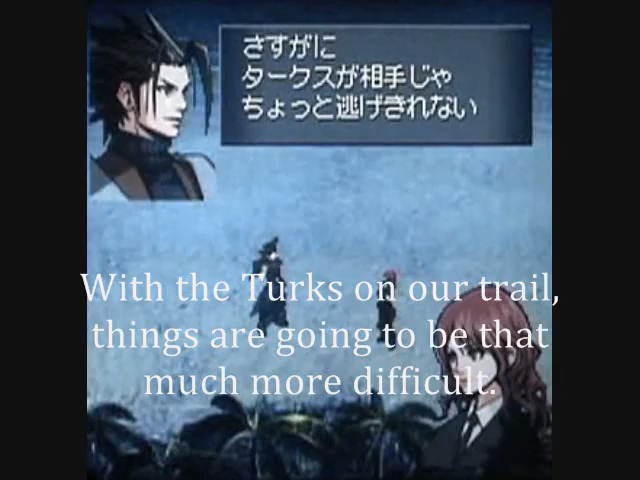 さすがに
タークスが相手じゃ
ちょっと逃げきれない
With the Turks on our trail,
things are going to be that
much more difficult.